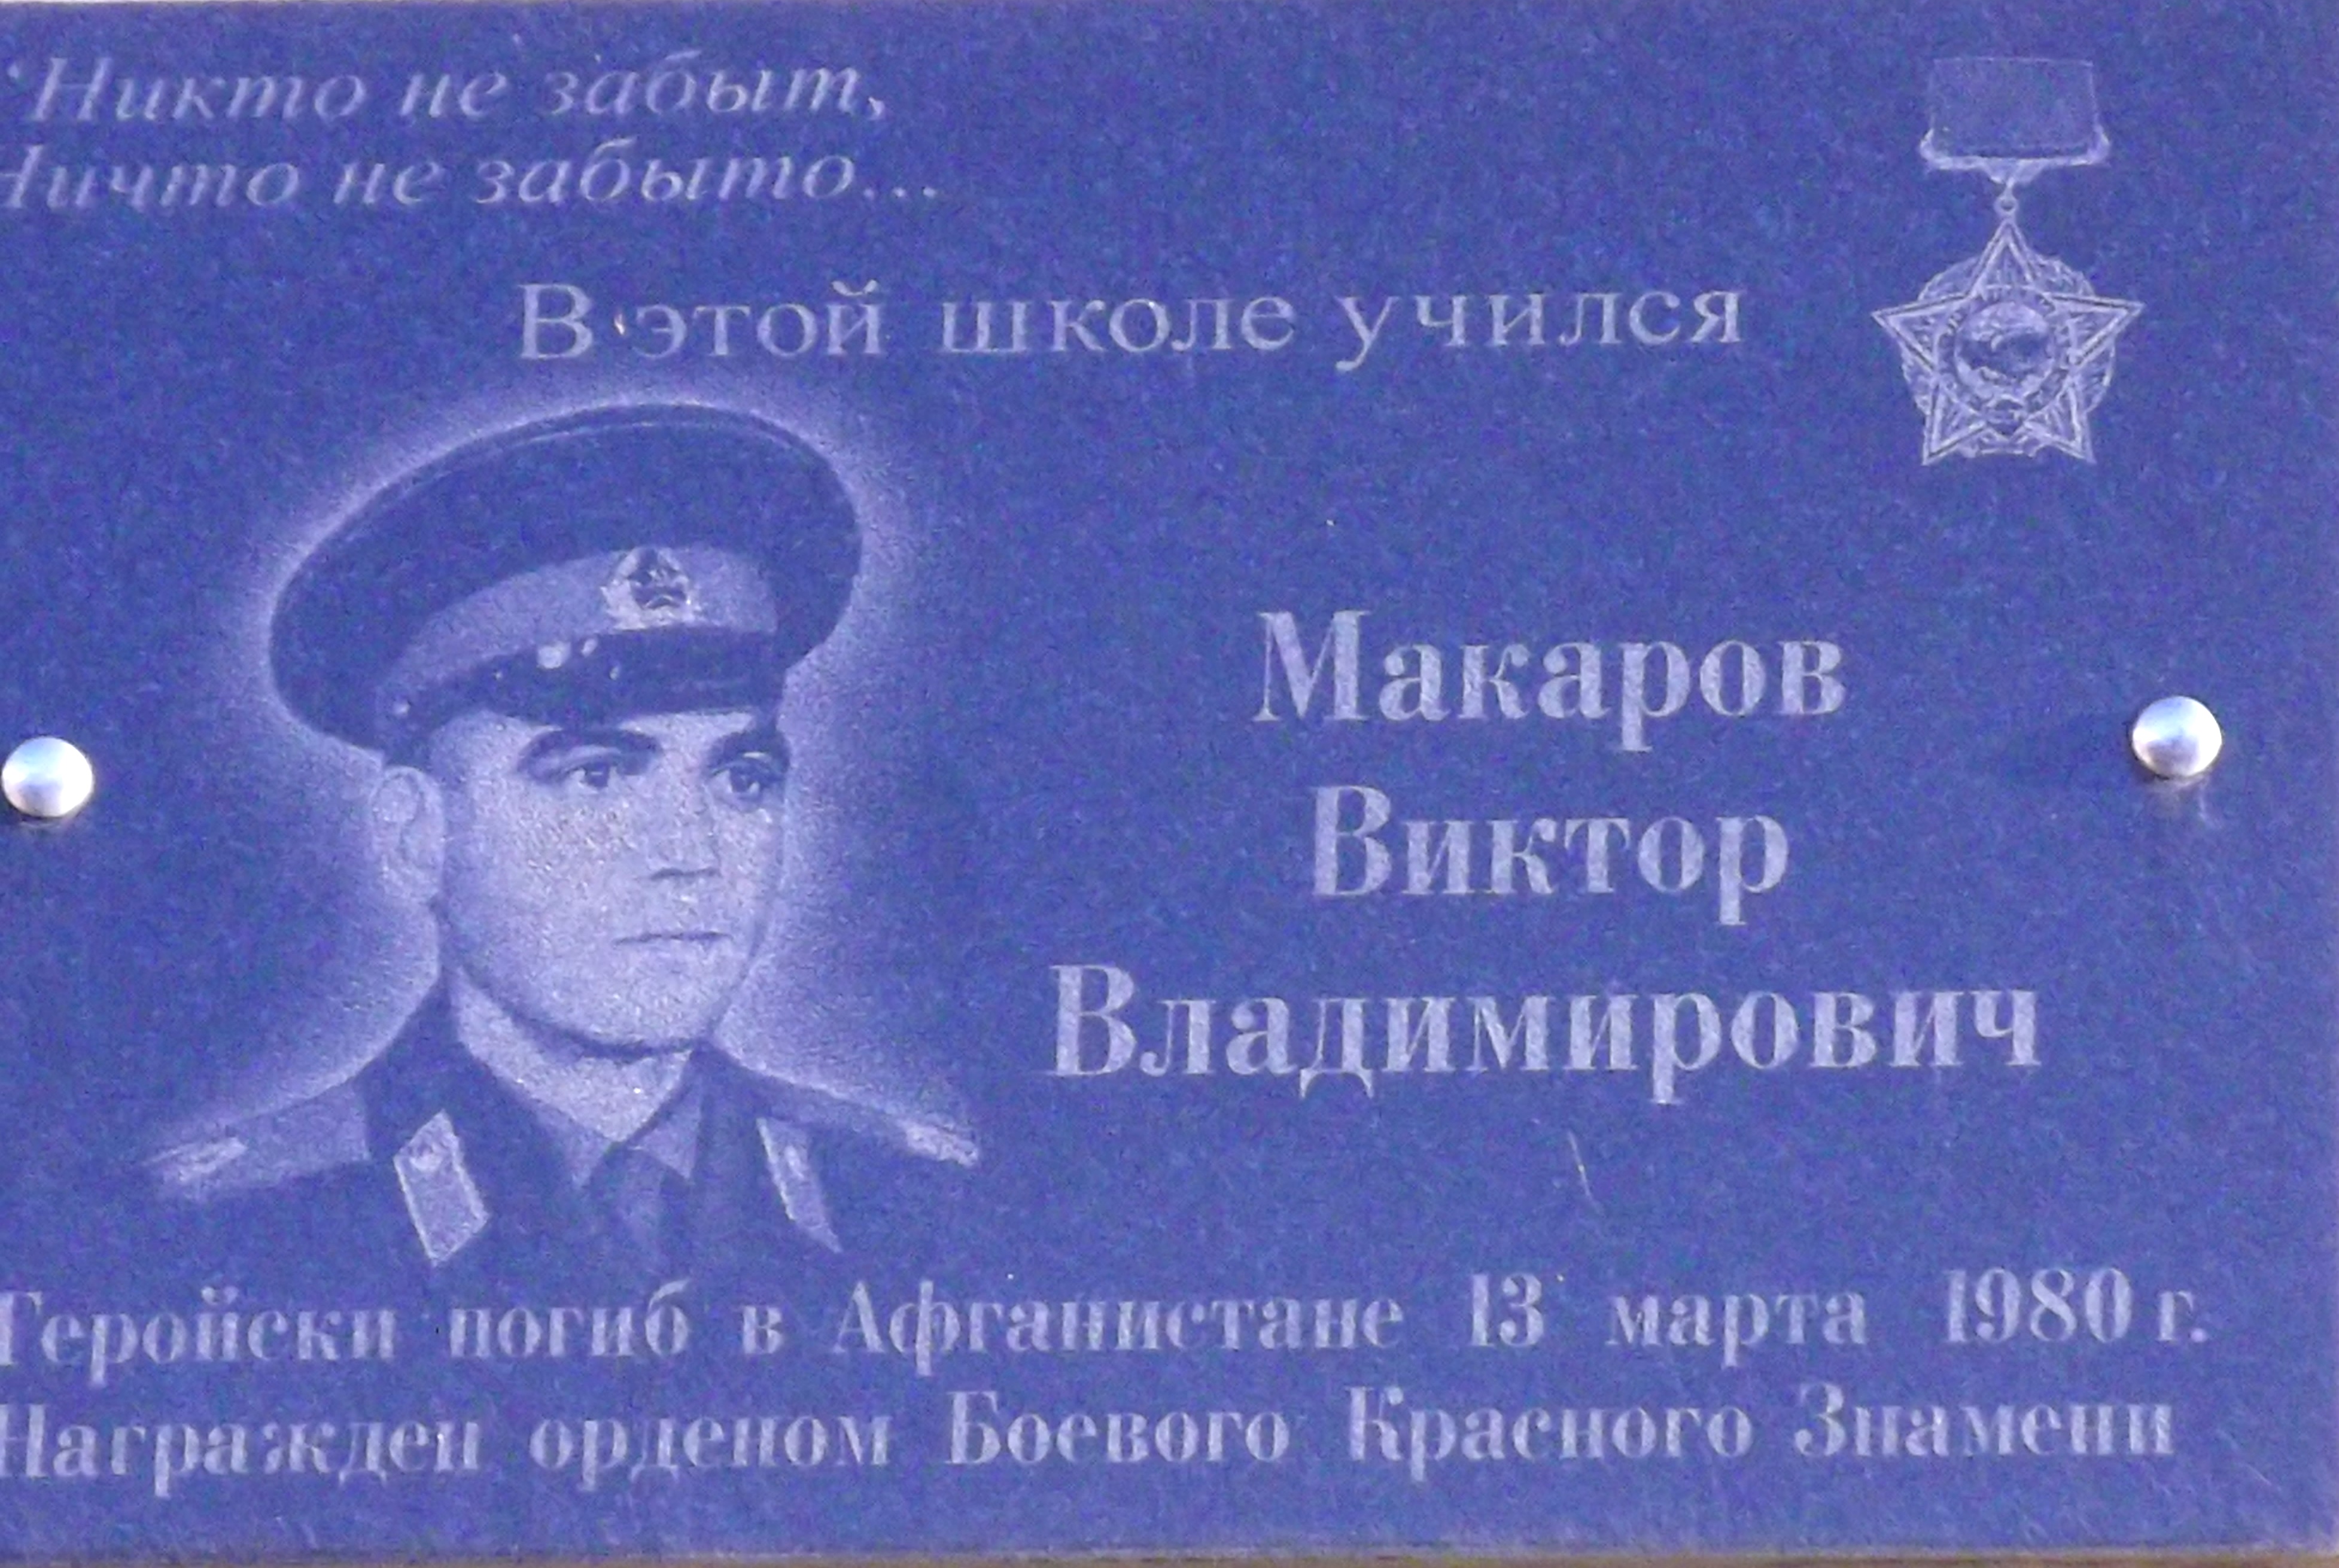 "Никто не забыт,
Ничто не забыто...
В этой школе учился
Макаров
Виктор
Владимирович
Геройски погиб в Афганистане 13 марта 1980 г.
Награжден орденом Боевого Красного Знамени